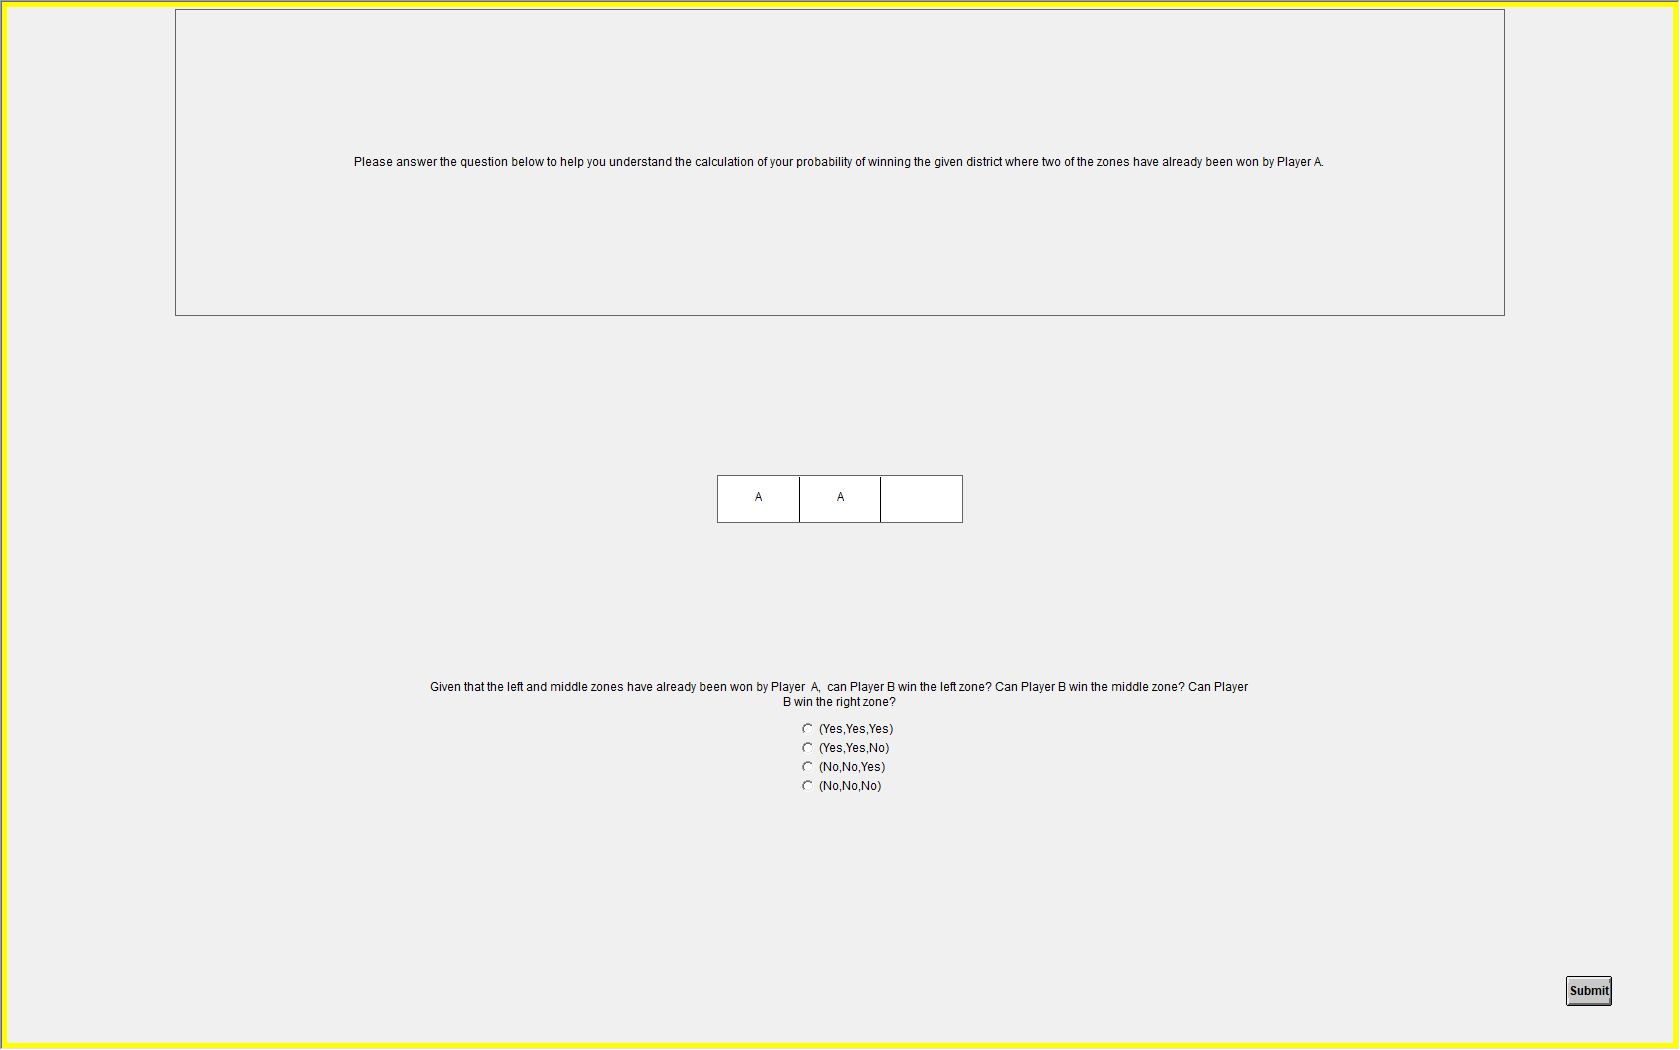 Please answer the question below to help you understand the calculation of your probability of winning the given district where two of the zones have already been won by Player A.
A A
Given that the left and middle zones have already been won by Player A, can Player B win the left zone? Can Player B win the middle zone? Can Player
B win the right zone?
(Yes,Yes,Yes)
(Yes,Yes,No)
(No,No,Yes)
(No,No,No)
Submit